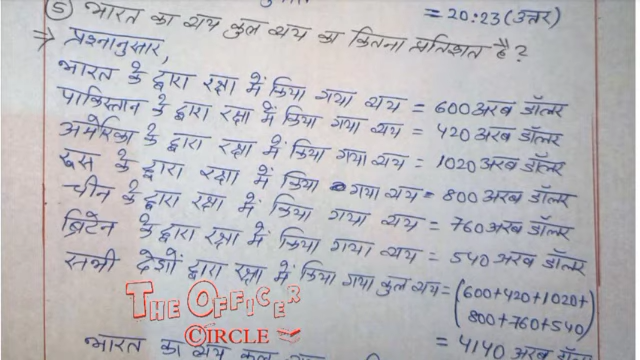 = 20:23 (उत्तर)
⑤ भारत का व्यय कुल व्यय का कितना प्रतिशत है?
⇒ प्रश्नानुसार,
भारत के द्वारा रक्षा में किया गया व्यय = 600 अरब डॉलर
पाकिस्तान के द्वारा रक्षा में किया गया व्यय = 420 अरब डॉलर
अमेरिका के द्वारा रक्षा में किया गया व्यय = 1020 अरब डॉलर
रूस के द्वारा रक्षा में किया गया व्यय = 800 अरब डॉलर
चीन के द्वारा रक्षा में किया गया व्यय = 760 अरब डॉलर
ब्रिटेन के द्वारा रक्षा में किया गया व्यय = 540 अरब डॉलर
सभी देशों द्वारा रक्षा में किया गया कुल व्यय = (600+420+1020+
800+760+540)
THE OFFICER
CIRCLE
= 4140 अरब डॉलर
भारत का व्यय कुल व्यय